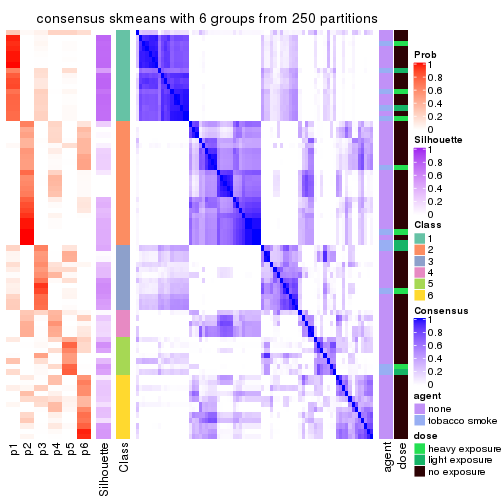 consensus skmeans with 6 groups from 250 partitions
Prob
1
0.8
0.6
0.4
0.2
0
Silhouette
1
0.8
0.6
0.4
0.2
0
Class
1
2
3
4
5
6
Consensus
1
0.8
0.6
0.4
0.2
0
agent
none
tobacco smoke
dose
heavy exposure
light exposure
no exposure
p1
p2
p3
p4
p5
p6
Silhouette
Class
agent
dose